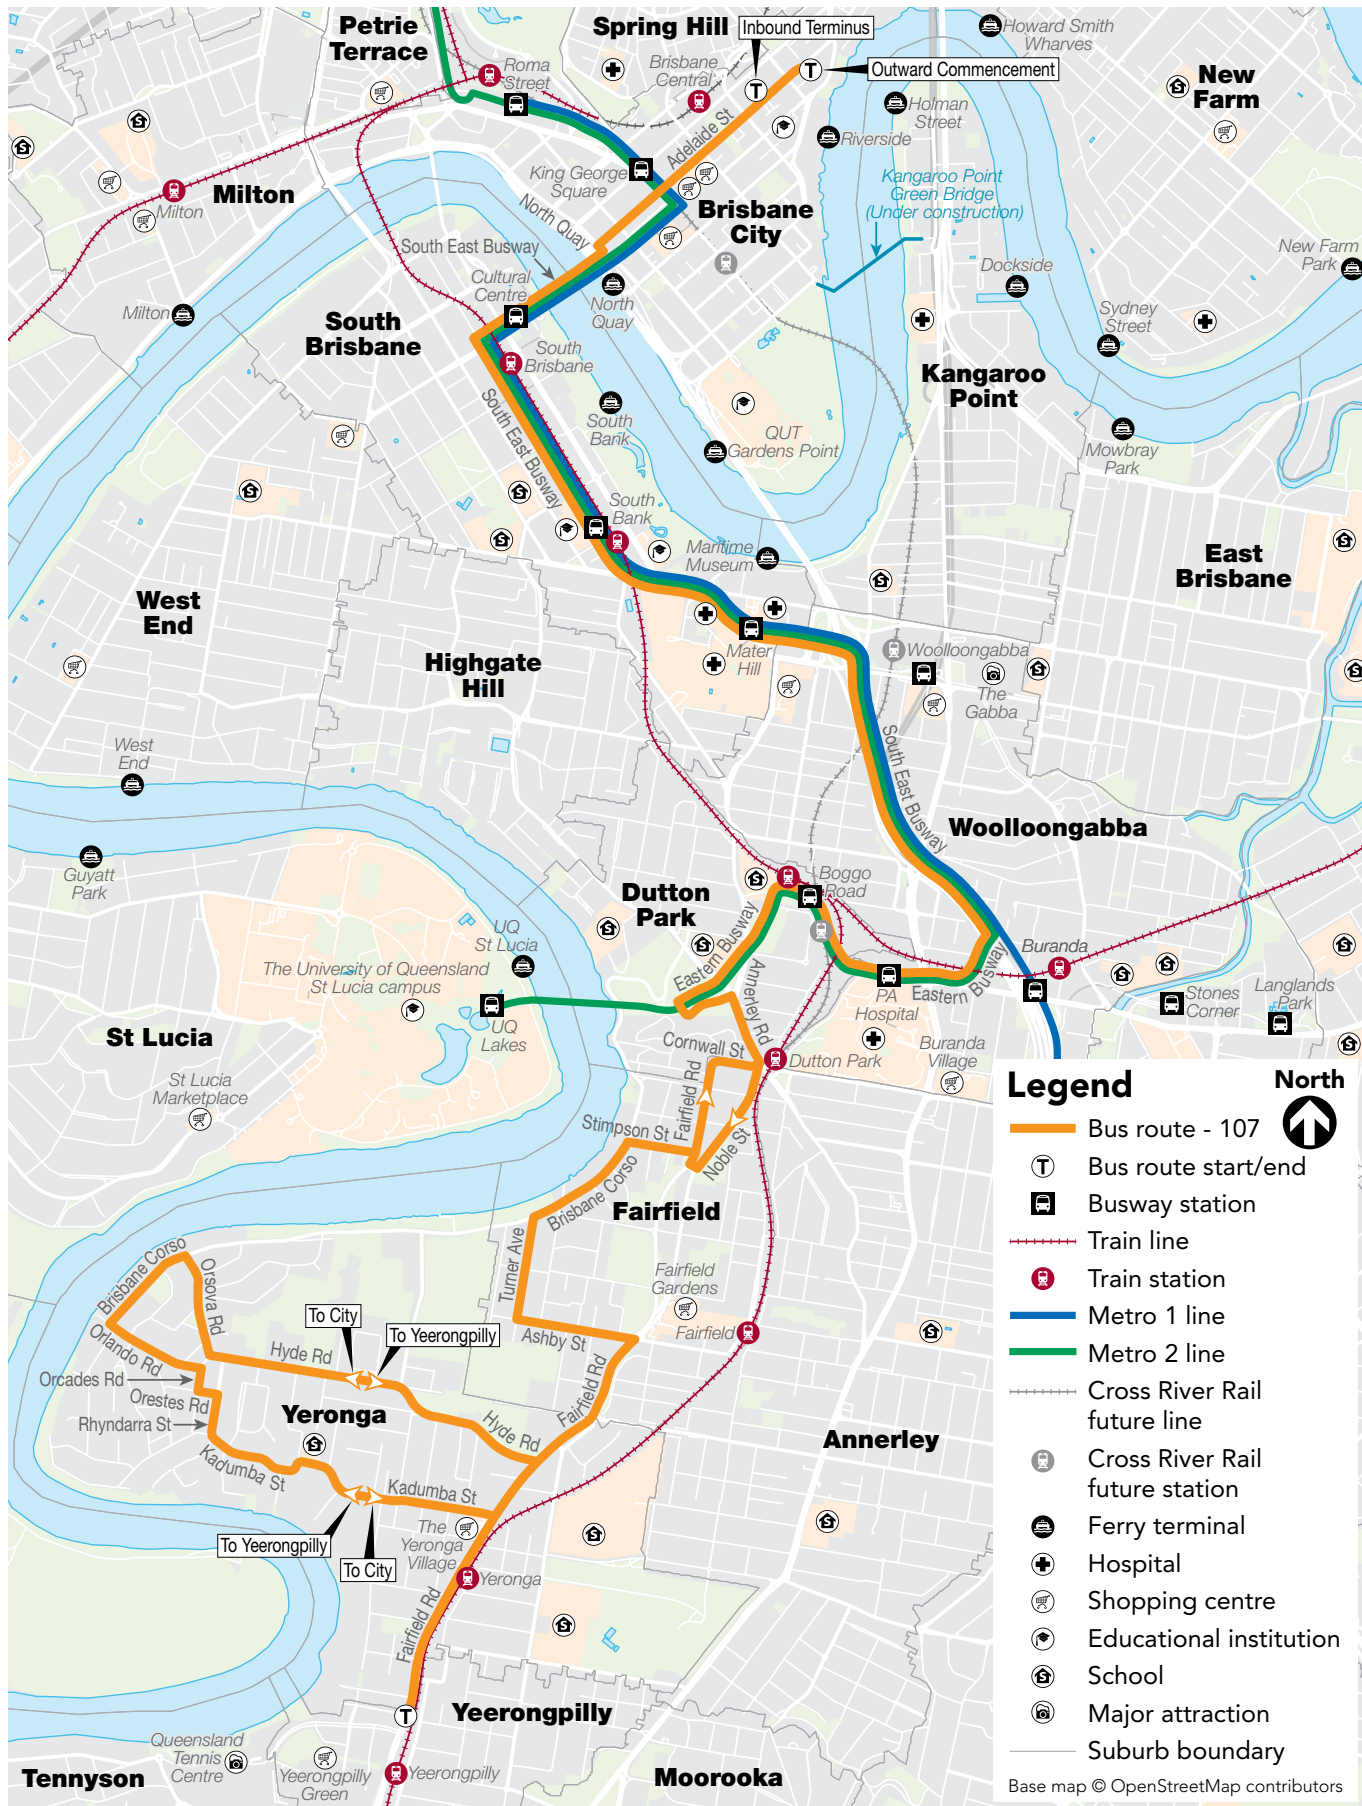 Petrie
Terrace
Spring Hill
Inbound Terminus
Outward Commencement
Howard Smith
Wharves
New
Farm
Roma
Street
Brisbane
Central
Holman
Street
Riverside
Adelaide St
King George
Square
Kangaroo Point
Green Bridge
(Under construction)
Milton
Milton
North Quay
Brisbane
City
South East Busway
Cultural
Centre
North
Quay
Dockside
New Farm
Park
Milton
South
Brisbane
South
Brisbane
Sydney
Street
Kangaroo
Point
South East Busway
South
Bank
QUT
Gardens Point
Mowbray
Park
South
Bank
Maritime
Museum
East
Brisbane
West
End
Highgate
Hill
Mater
Hill
Woolloongabba
The
Gabba
West
End
South East Busway
Woolloongabba
Guyatt
Park
Dutton
Park
Boggo
Road
UQ
St Lucia
The University of Queensland
St Lucia campus
Eastern Busway
Annerley Rd
Buranda
PA
Hospital
Eastern Busway
Stones
Corner
Langlands
Park
UQ
Lakes
St Lucia
Cornwall St
Dutton Park
Buranda
Village
St Lucia
Marketplace
Fairfield Rd
Stimpson St
Noble St
Brisbane Corso
Fairfield
Turner Ave
Brisbane Corso
Orsova Rd
Fairfield
Gardens
To City
To Yeerongpilly
Ashby St
Fairfield
Orlando Rd
Hyde Rd
Orcades Rd
Orestes Rd
Rhyndarra St
Yeronga
Fairfield Rd
Hyde Rd
Annerley
Kadumba St
Kadumba St
To Yeerongpilly
To City
The
Yeronga
Village
Yeronga
Fairfield Rd
Yeerongpilly
Queensland
Tennis
Centre
Tennyson
Yeerongpilly
Green
Yeerongpilly
Moorooka
Legend
North
Bus route - 107
T Bus route start/end
Busway station
Train line
Train station
Metro 1 line
Metro 2 line
Cross River Rail
future line
Cross River Rail
future station
Ferry terminal
Hospital
Shopping centre
Educational institution
School
Major attraction
Suburb boundary
Base map © OpenStreetMap contributors